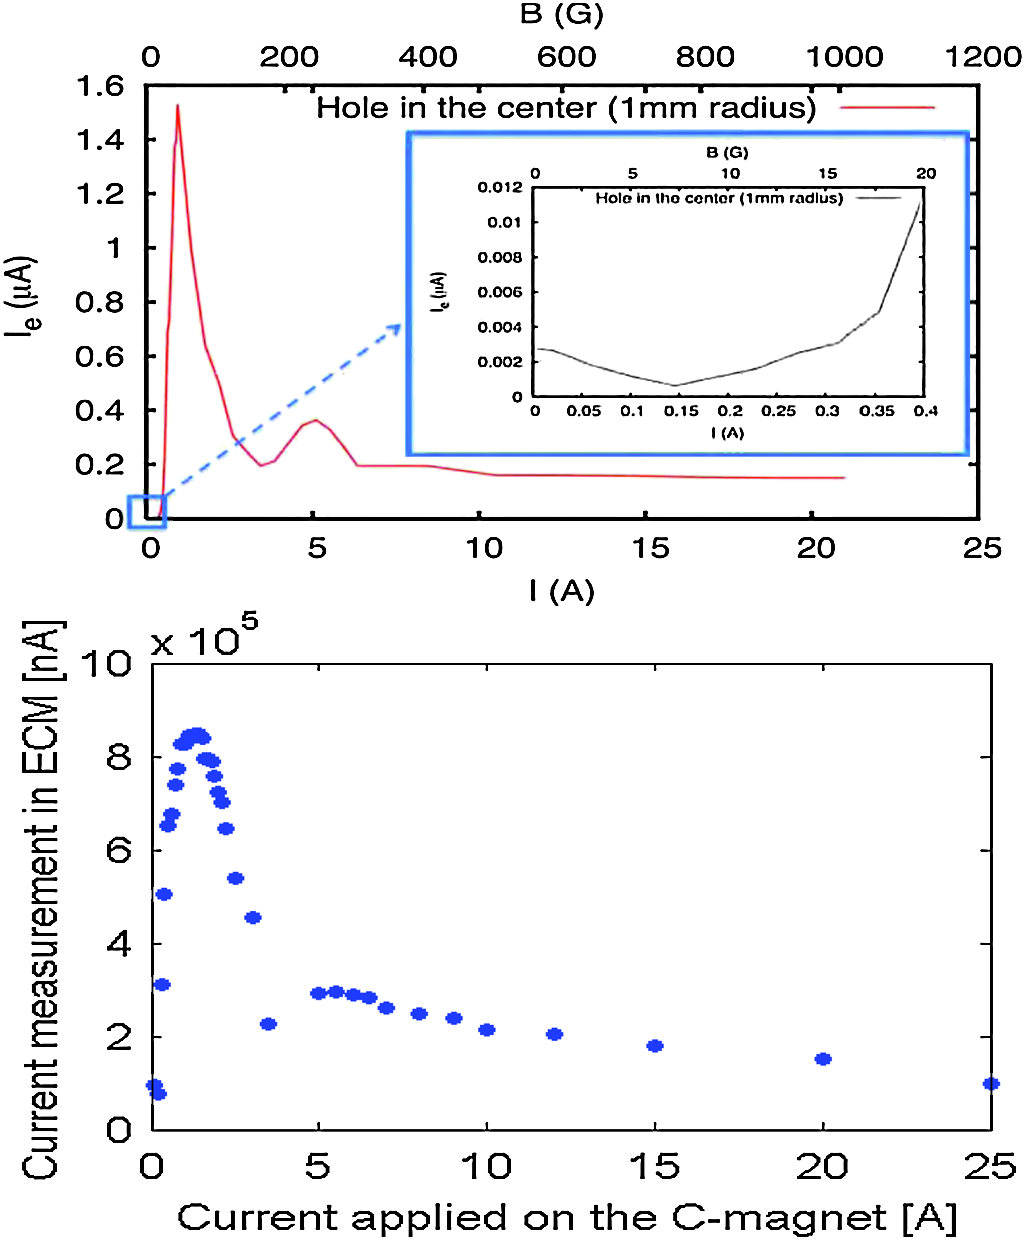 B (G)
0 200 400 600 800 1000 1200
1.6
1.4
1.2
1
0.8
0.6
0.4
0.2
0
I_e (μA)
Hole in the center (1mm radius)
B (G)
0 5 10 15 20
0.012
0.01
0.008
0.006
0.004
0.002
0
I_e (μA)
Hole in the center (1mm radius)
0 0.05 0.1 0.15 0.2 0.25 0.3 0.35 0.4
I (A)
0 5 10 15 20 25
I (A)
x 10^5
10
8
6
4
2
0
Current measurement in ECM [nA]
0 5 10 15 20 25
Current applied on the C-magnet [A]